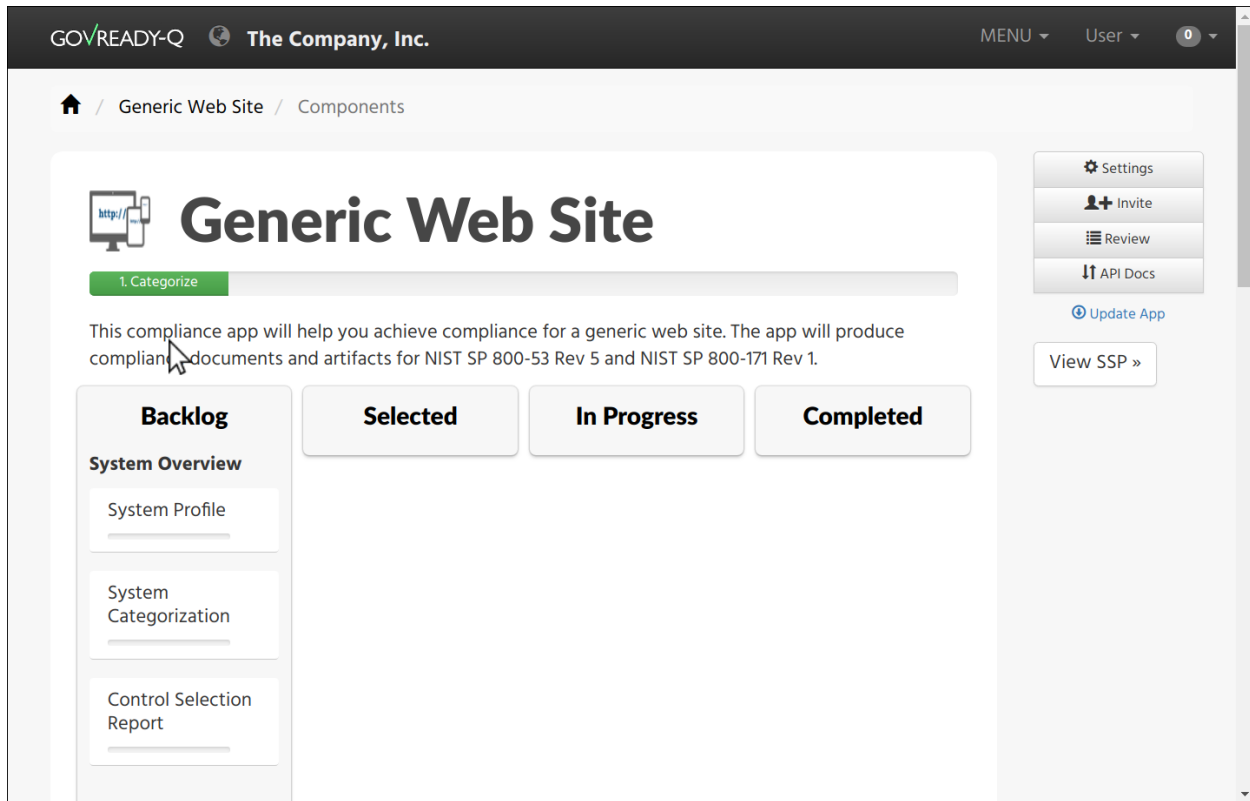 GOVREADY-Q The Company, Inc. MENU User 0
/ Generic Web Site / Components
http://
Generic Web Site
1. Categorize
This compliance app will help you achieve compliance for a generic web site. The app will produce
compliance documents and artifacts for NIST SP 800-53 Rev 5 and NIST SP 800-171 Rev 1.
Settings
Invite
Review
API Docs
Update App
View SSP »
Backlog
Selected
In Progress
Completed
System Overview
System Profile
System
Categorization
Control Selection
Report